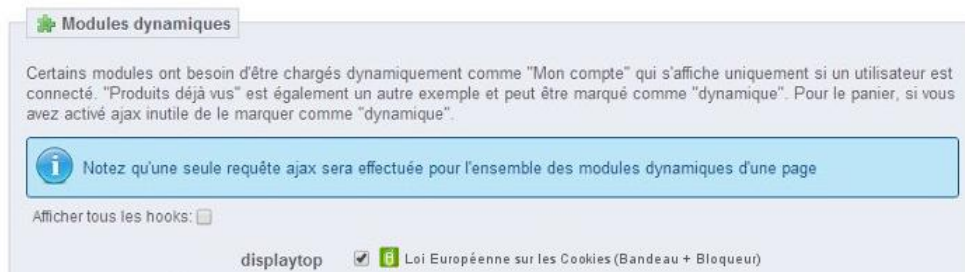 Modules dynamiques
Certains modules ont besoin d'être chargés dynamiquement comme "Mon compte" qui s'affiche uniquement si un utilisateur est
connecté. "Produits déjà vus" est également un autre exemple et peut être marqué comme "dynamique". Pour le panier, si vous
avez activé ajax inutile de le marquer comme "dynamique".
Notez qu'une seule requête ajax sera effectuée pour l'ensemble des modules dynamiques d'une page
Afficher tous les hooks:
displaytop Loi Européenne sur les Cookies (Bandeau + Bloqueur)